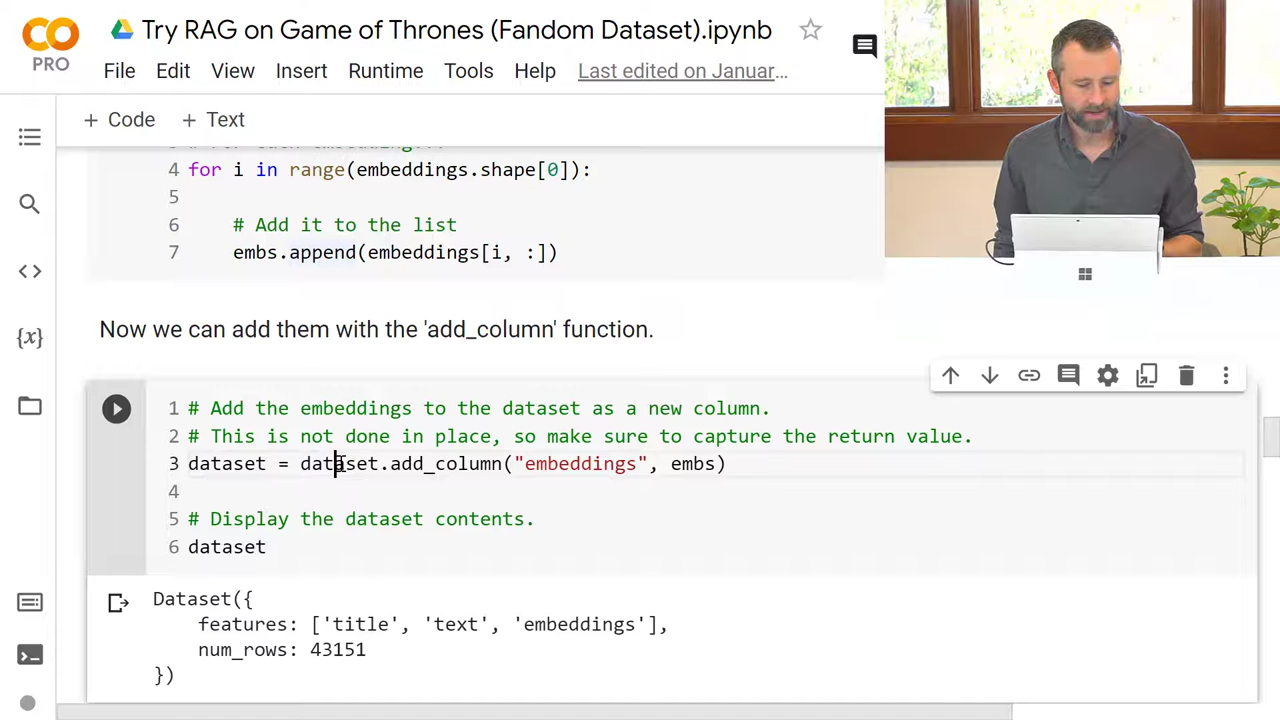 CO
PRO
Try RAG on Game of Thrones (Fandom Dataset).ipynb
File Edit View Insert Runtime Tools Help Last edited on Januar…
+ Code + Text
4 for i in range(embeddings.shape[0]):
5
6 # Add it to the list
7 embs.append(embeddings[i, :])
Now we can add them with the 'add_column' function.
1 # Add the embeddings to the dataset as a new column.
2 # This is not done in place, so make sure to capture the return value.
3 dataset = dataset.add_column("embeddings", embs)
4
5 # Display the dataset contents.
6 dataset
Dataset({
features: ['title', 'text', 'embeddings'],
num_rows: 43151
})